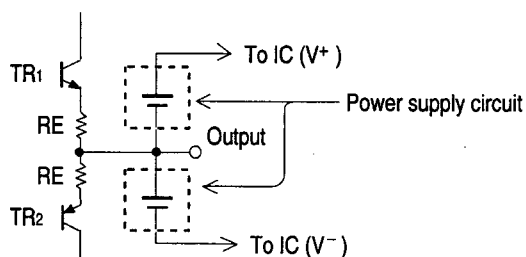 To IC (V⁺)
TR₁
Power supply circuit
RE
Output
RE
TR₂
To IC (V⁻)